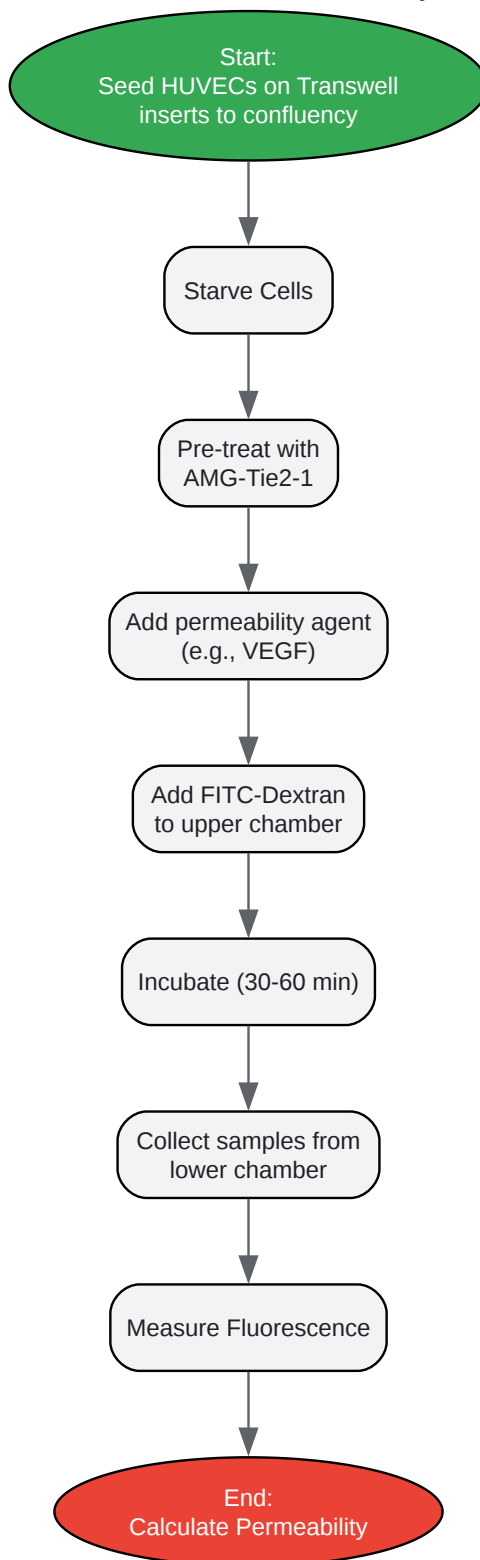 Start:
Seed HUVECs on Transwell
inserts to confluency
Starve Cells
Pre-treat with
AMG-Tie2-1
Add permeability agent
(e.g., VEGF)
Add FITC-Dextran
to upper chamber
Incubate (30-60 min)
Collect samples from
lower chamber
Measure Fluorescence
End:
Calculate Permeability